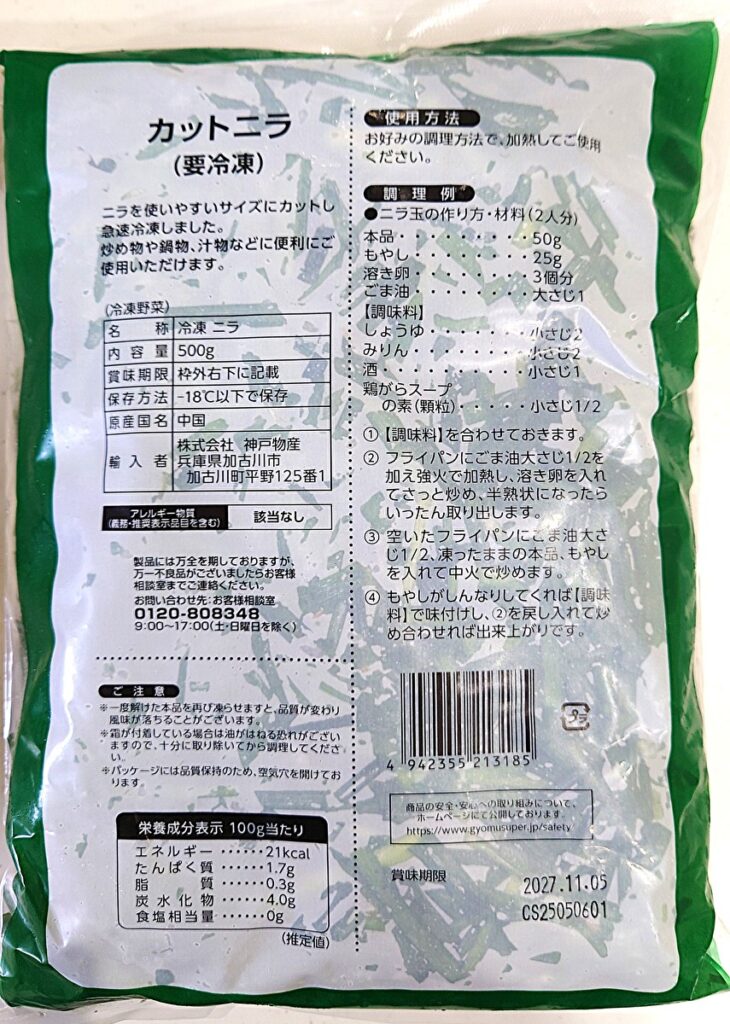 カットニラ
（要冷凍）
ニラを使いやすいサイズにカットし
急速冷凍しました。
炒め物や鍋物、汁物などに便利にご
使用いただけます。
(冷凍野菜)
名称 冷凍 ニラ
内容量 500g
賞味期限 枠外右下に記載
保存方法 -18℃以下で保存
原産国名 中国
輸入者 株式会社 神戸物産
兵庫県加古川市
加古川町平野125番1
アレルギー物質
(義務・推奨表示品目を含む) 該当なし
製品には万全を期しておりますが、
万一不良品がございましたらお客様
相談室までご連絡ください。
お問い合わせ先:お客様相談室
0120-808348
9:00~17:00(土・日曜日を除く)
ご注意
※一度解けた本品を再び凍らせますと、品質が変わり
風味が落ちることがございます。
※霜が付着している場合は油がはねる恐れがござい
ますので、十分に取り除いてから調理してくださ
い。
※パッケージには品質保持のため、空気穴を開けてお
ります。
栄養成分表示 100g当たり
エネルギー・・・・・・21kcal
たんぱく質・・・・・・1.7g
脂質・・・・・・0.3g
炭水化物・・・・・・4.0g
食塩相当量・・・・・・0g
(推定値)
使用方法
お好みの調理方法で、加熱してご使用
ください。
調理例
●ニラ玉の作り方・材料(2人分)
本品・・・・・・・・・50g
もやし・・・・・・・・25g
溶き卵・・・・・・・・3個分
ごま油・・・・・・・・大さじ1
【調味料】
しょうゆ・・・・・・・小さじ2
みりん・・・・・・・・小さじ2
酒・・・・・・・・・・小さじ1
鶏がらスープ
の素(顆粒)・・・・・小さじ1/2
①【調味料】を合わせておきます。
② フライパンにごま油大さじ1/2を
加え強火で加熱し、溶き卵を入れ
てさっと炒め、半熟状になったら
いったん取り出します。
③ 空いたフライパンにごま油大さ
じ1/2、凍ったままの本品、もやし
を入れて中火で炒めます。
④ もやしがしんなりしてくれば【調味
料】で味付けし、②を戻し入れて炒
め合わせれば出来上がりです。
4 942355 213185
プラ
商品の安全・安心への取り組みについて、
ホームページにて公開しております。
https://www.gyomusuper.jp/safety/
賞味期限
2027.11.05
CS25050601